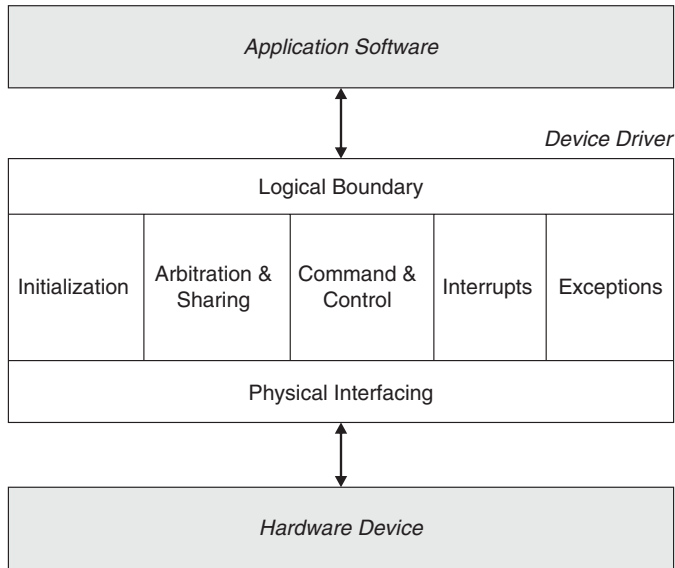 Application Software
Device Driver
Logical Boundary
Initialization
Arbitration &
Sharing
Command &
Control
Interrupts
Exceptions
Physical Interfacing
Hardware Device